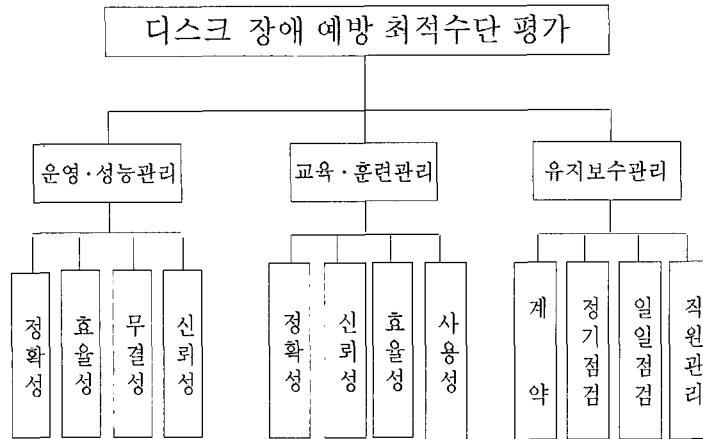 디스크 장애 예방 최적수단 평가
운영·성능관리
교육·훈련관리
유지보수관리
정확성
효율성
무결성
신뢰성
정확성
신뢰성
효율성
사용성
계 약
정기점검
일일점검
직원관리